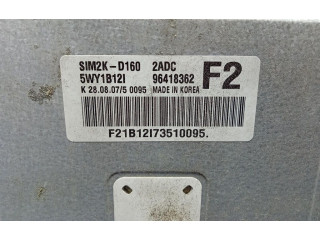 SIM2K-D160 2ADC
5WY1B12I 96418362 F2
K 28.08.07/5 0095 MADE IN KOREA
F21B12I73510095.